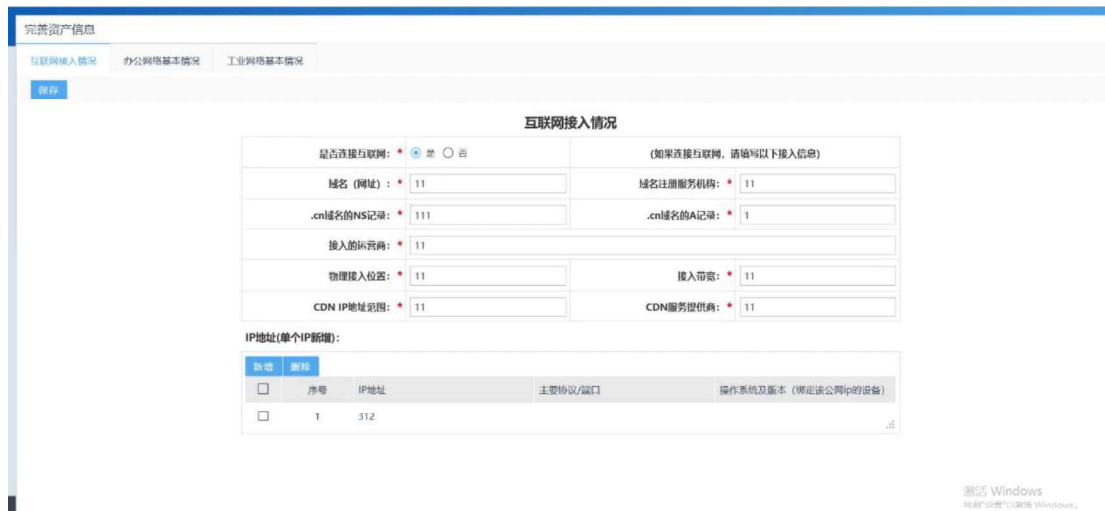 完善资产信息
互联网接入情况 办公网络基本情况 工业网络基本情况
保存
互联网接入情况
是否连接互联网: * 是 否 (如果连接互联网, 请填写以下接入信息)
域名 (网址) : * 11 域名注册服务机构: * 11
.cn域名的NS记录: * 111 .cn域名的A记录: * 1
接入的运营商: * 11
物理接入位置: * 11 接入带宽: * 11
CDN IP地址范围: * 11 CDN服务提供商: * 11
IP地址(单个IP新增):
新增 删除
序号 IP地址 主要协议/端口 操作系统及版本 (绑定该公网ip的设备)
1 312
激活 Windows
转到"设置"以激活 Windows。